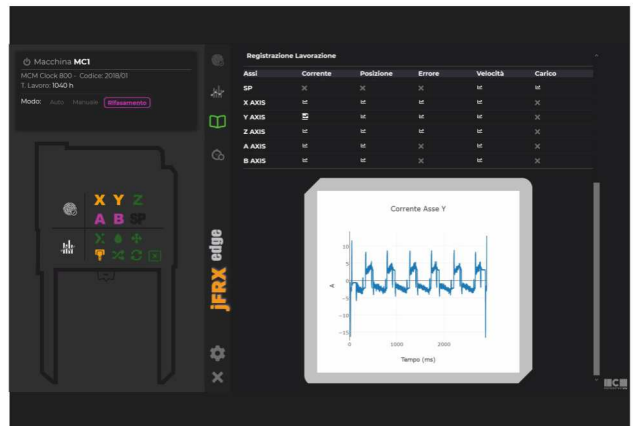 Macchina MC1
MCM Clock 800 - Codice: 2018/01
T. Lavoro: 1040 h
Modo: Auto Manuale Rifasamento
X Y Z
A B SP
jFRX edge
Registrazione Lavorazione
Assi Corrente Posizione Errore Velocità Carico
SP
X AXIS
Y AXIS
Z AXIS
A AXIS
B AXIS
Corrente Asse Y
10
5
0
−5
−10
−15
A
0 1000 2000
Tempo (ms)
MCM